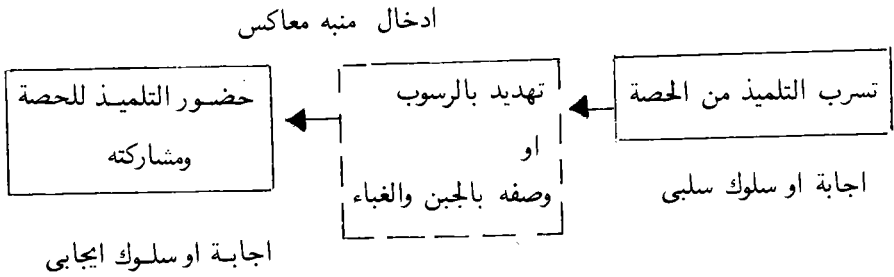 ادخال منبه معاكس
تسرب التلميذ من الحصة
اجابة او سلوك سلبى
تهديد بالرسوب
او
وصفه بالجبن والغباء
حضور التلميذ للحصة
ومشاركته
اجابة او سلوك ايجابى